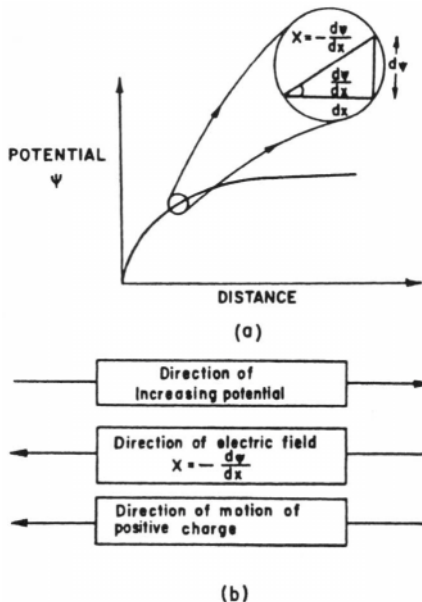 X = - dψ/dx
dψ/dx
dψ
dx
POTENTIAL
ψ
DISTANCE
(a)
Direction of
Increasing potential
Direction of electric field
X = - dψ/dx
Direction of motion of
positive charge
(b)